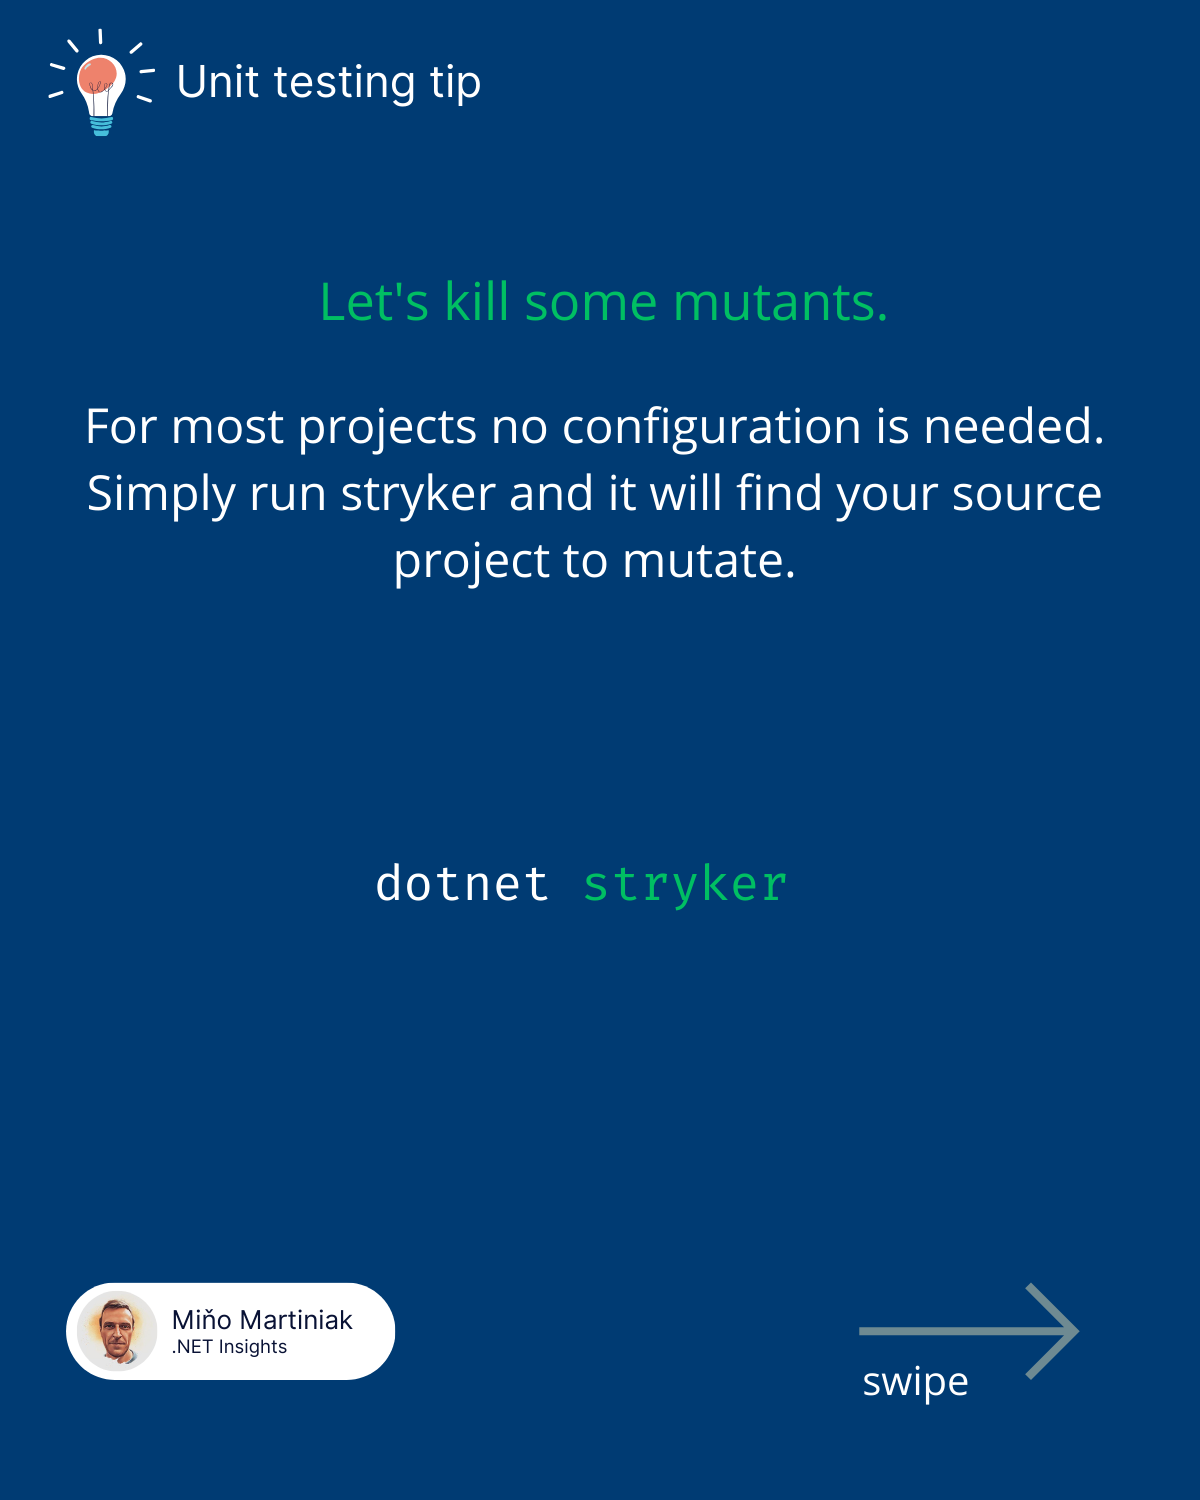 Unit testing tip
Let's kill some mutants.
For most projects no configuration is needed.
Simply run stryker and it will find your source
project to mutate.
dotnet stryker
Miňo Martiniak
.NET Insights
swipe